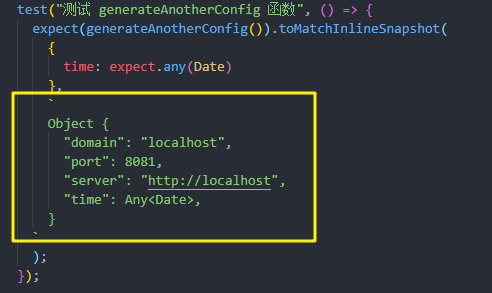 test("测试 generateAnotherConfig 函数", () => {
  expect(generateAnotherConfig()).toMatchInlineSnapshot(
    {
      time: expect.any(Date)
    },
    `
    Object {
      "domain": "localhost",
      "port": 8081,
      "server": "http://localhost",
      "time": Any<Date>,
    }
  `
  );
});